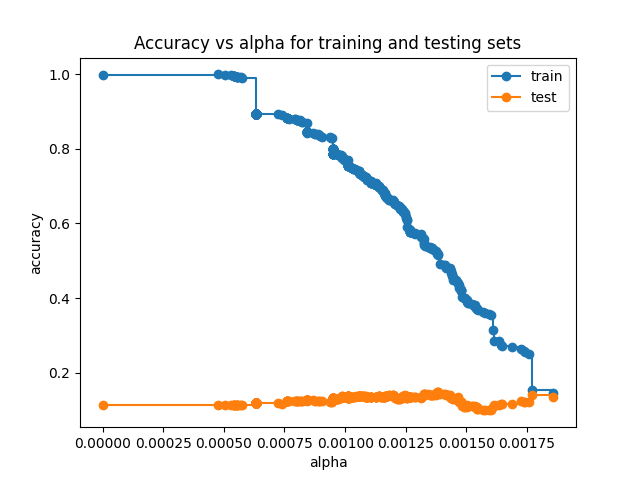 Accuracy vs alpha for training and testing sets
train
test
1.0
0.8
0.6
0.4
0.2
accuracy
0.00000 0.00025 0.00050 0.00075 0.00100 0.00125 0.00150 0.00175
alpha